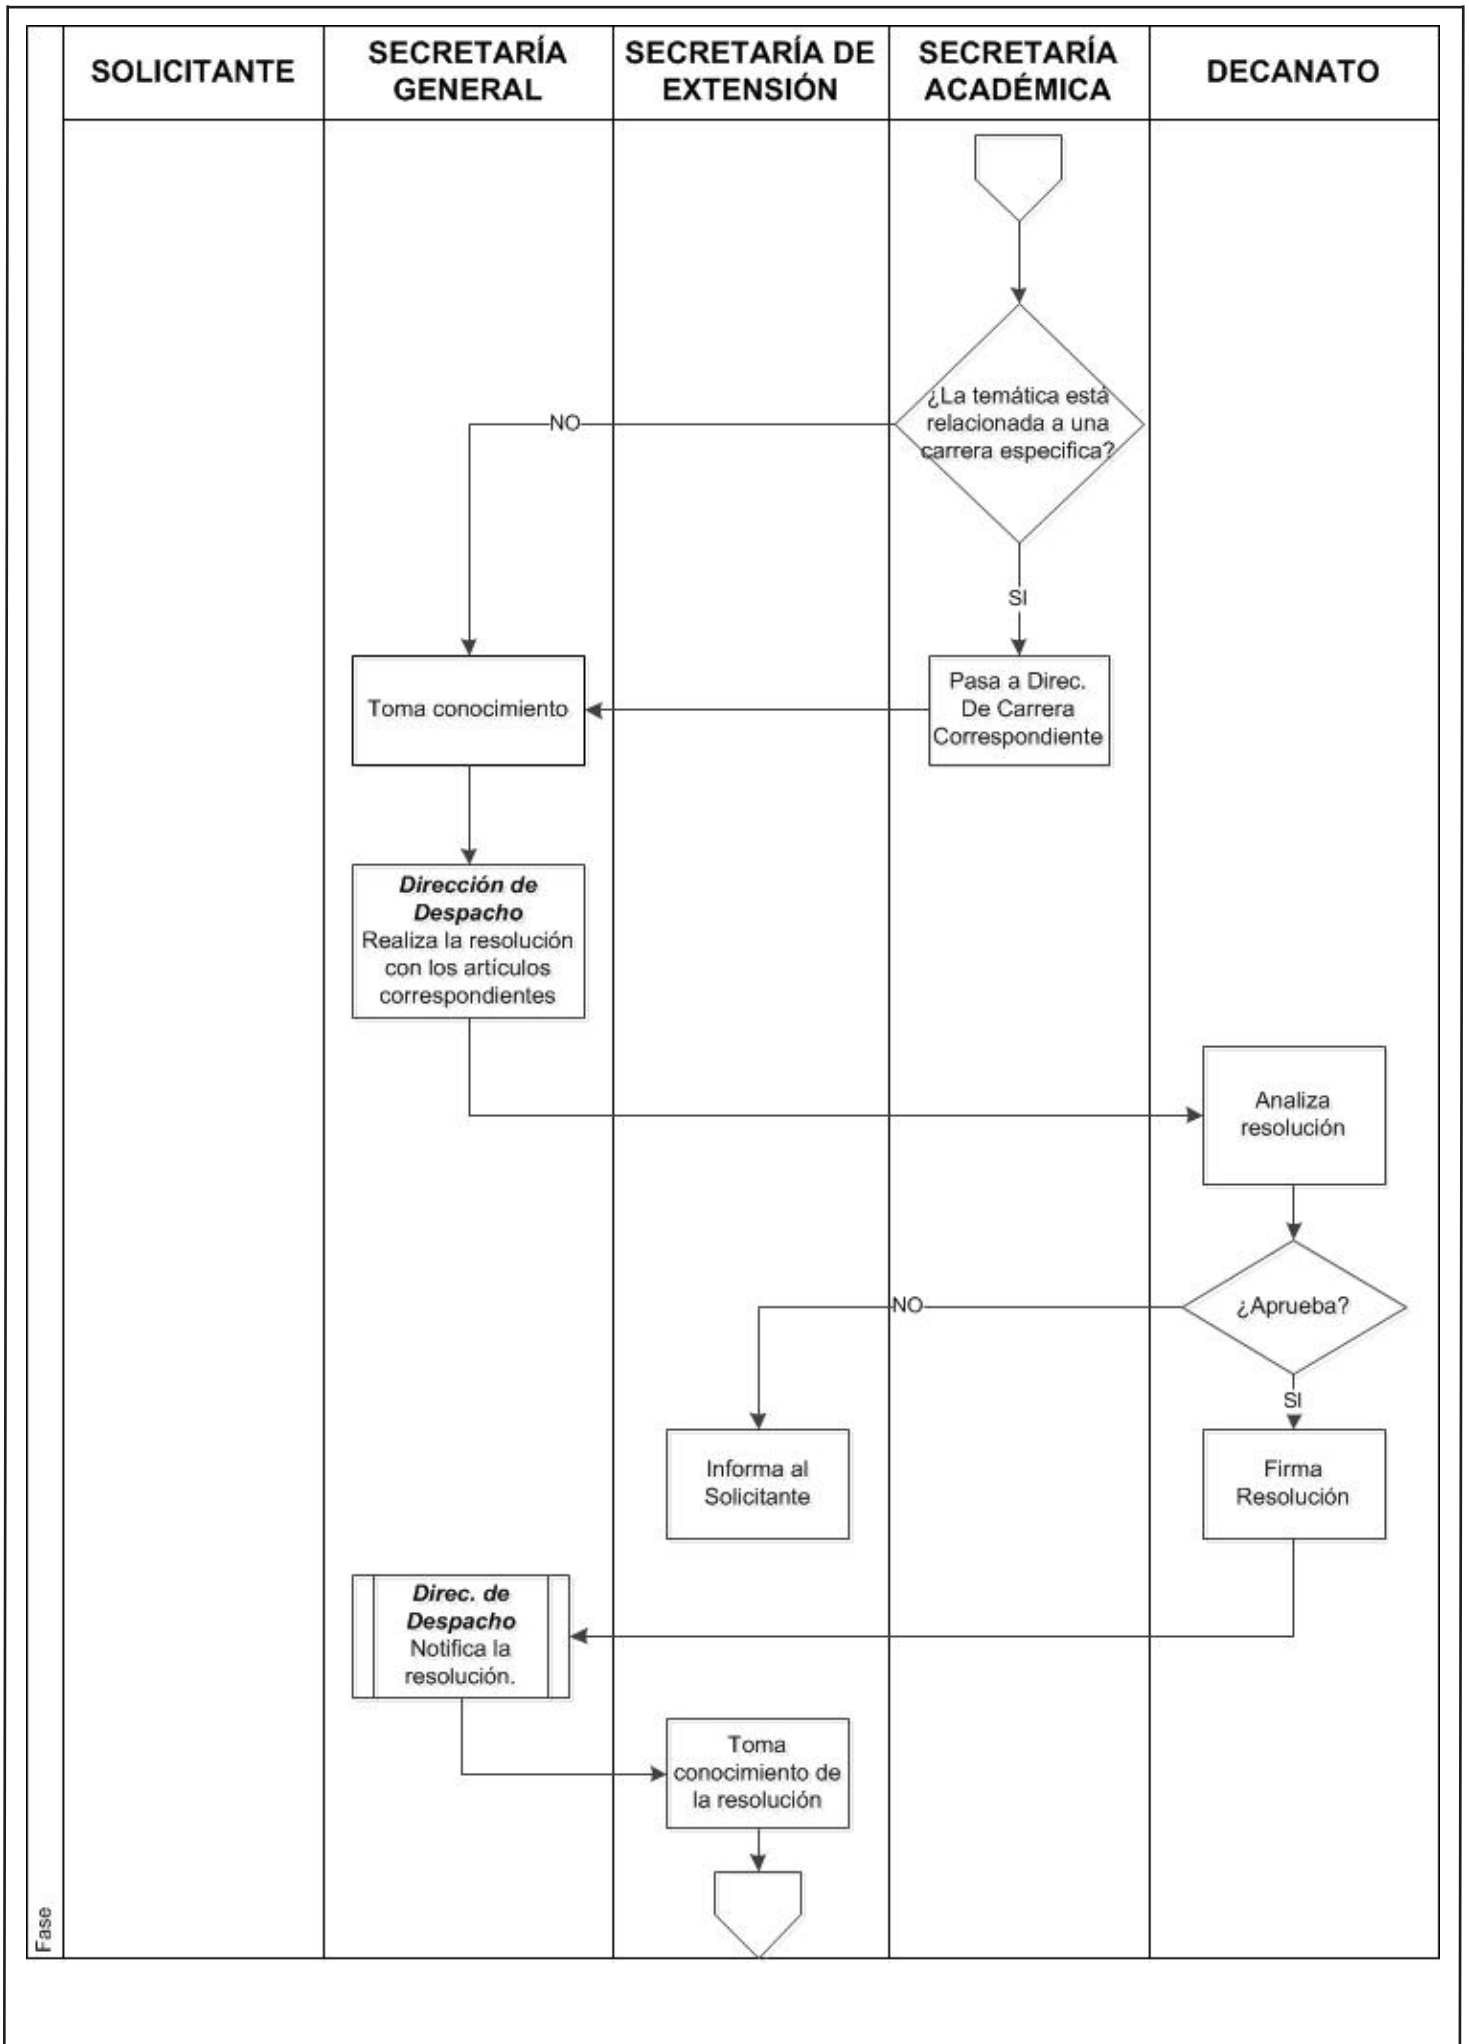 SOLICITANTE
SECRETARÍA
GENERAL
SECRETARÍA DE
EXTENSIÓN
SECRETARÍA
ACADÉMICA
DECANATO
¿La temática está
relacionada a una
carrera especifica?
NO
SI
Toma conocimiento
Pasa a Direc.
De Carrera
Correspondiente
Dirección de
Despacho
Realiza la resolución
con los artículos
correspondientes
Analiza
resolución
¿Aprueba?
NO
SI
Informa al
Solicitante
Firma
Resolución
Direc. de
Despacho
Notifica la
resolución.
Toma
conocimiento de
la resolución
Fase